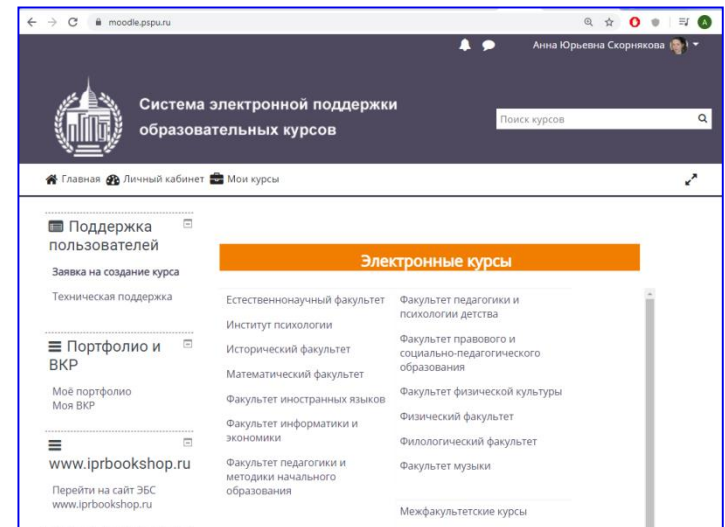 moodle.pspu.ru
Анна Юрьевна Скорнякова
Система электронной поддержки
образовательных курсов
Поиск курсов
Главная Личный кабинет Мои курсы
Поддержка
пользователей
Заявка на создание курса
Техническая поддержка
Портфолио и
ВКР
Моё портфолио
Моя ВКР
www.iprbookshop.ru
Перейти на сайт ЭБС
www.iprbookshop.ru
Электронные курсы
Естественнонаучный факультет
Институт психологии
Исторический факультет
Математический факультет
Факультет иностранных языков
Факультет информатики и
экономики
Факультет педагогики и
методики начального
образования
Факультет педагогики и
психологии детства
Факультет правового и
социально-педагогического
образования
Факультет физической культуры
Физический факультет
Филологический факультет
Факультет музыки
Межфакультетские курсы